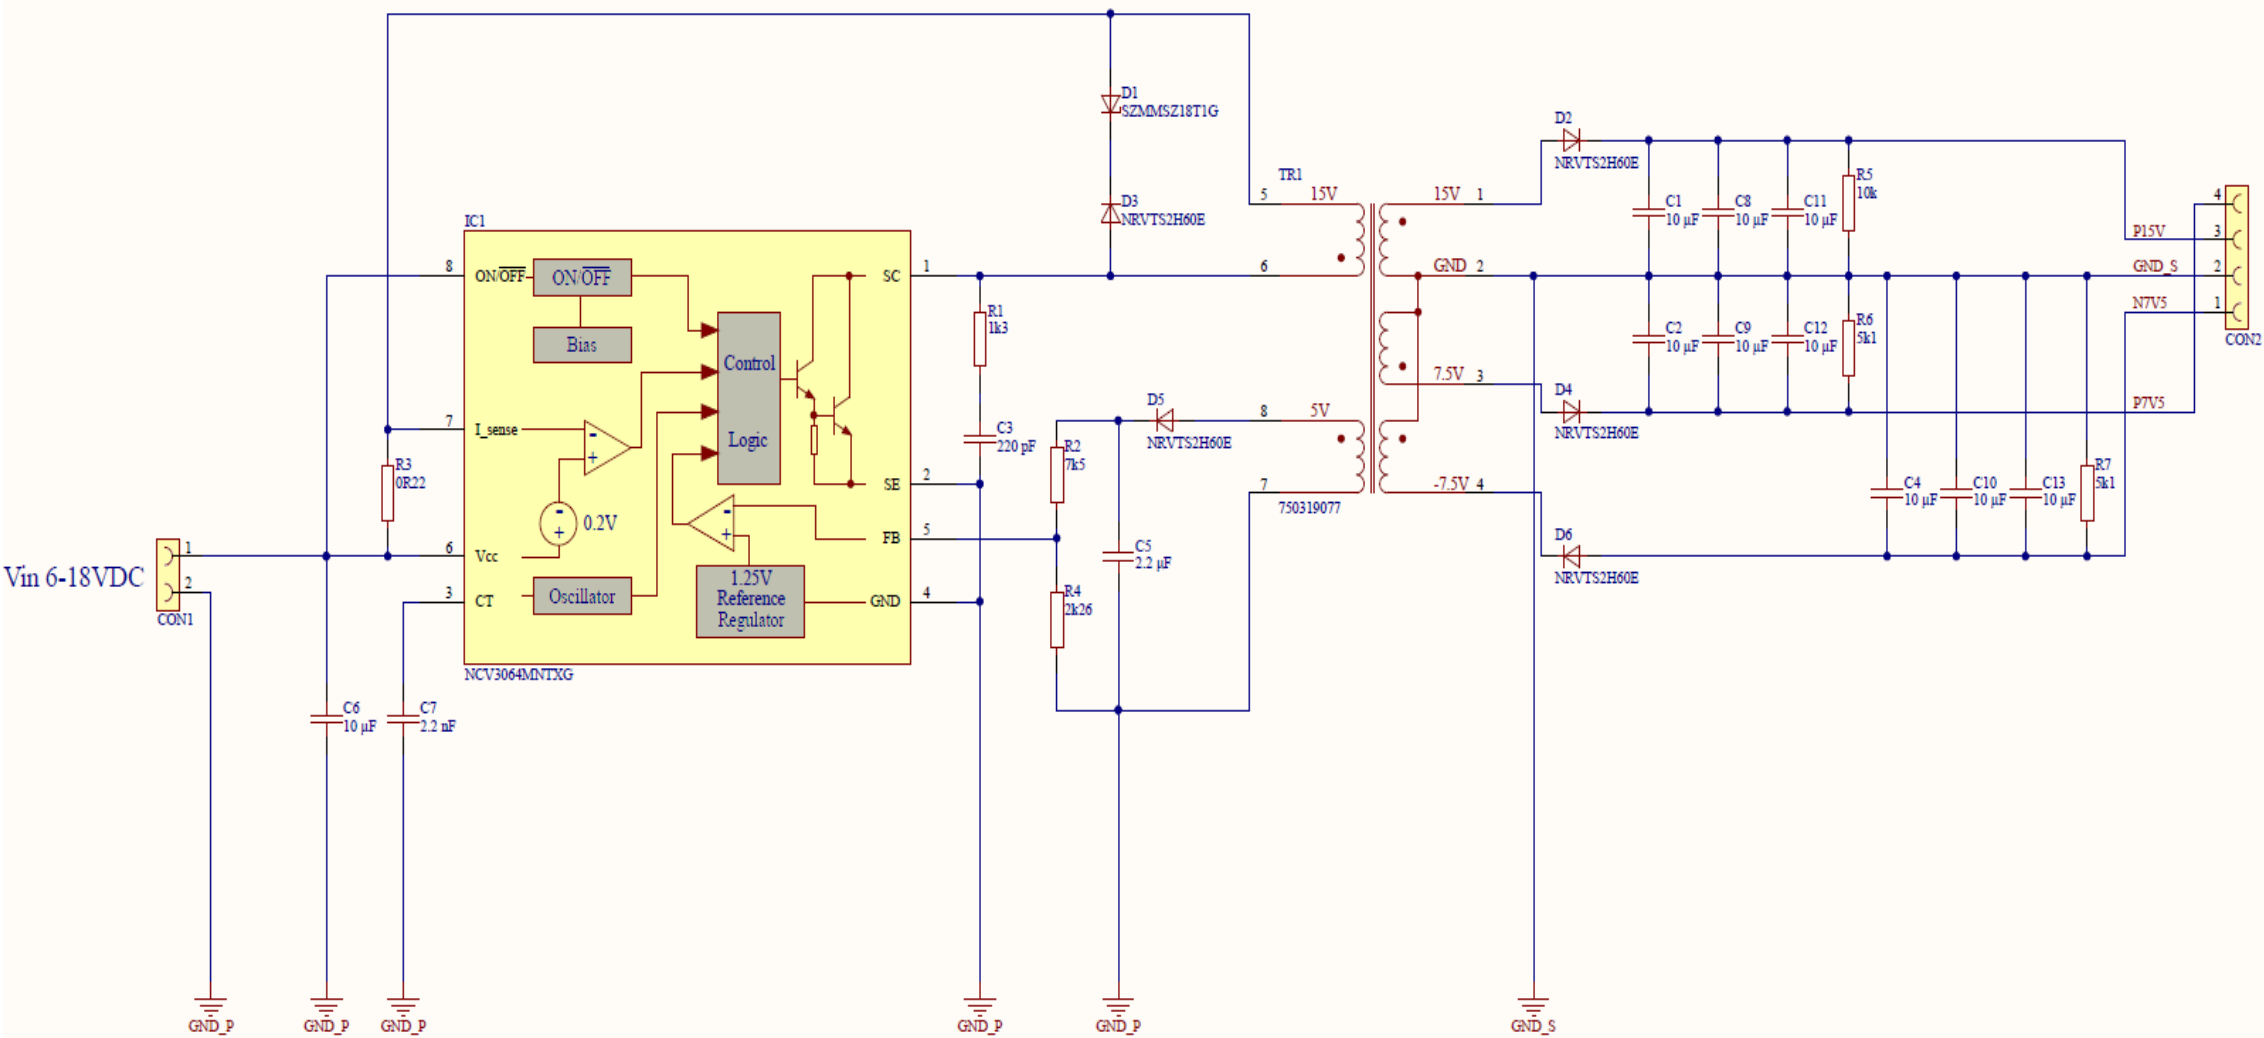 D1
SZMMSZ18T1G
D3
NRVTS2H60E
IC1
8
ON/OFF
ON/OFF
Bias
Control
Logic
SC
1
7
I_sense
-
+
0.2V
-
+
SE
2
FB
5
-
+
6
Vcc
3
CT
Oscillator
1.25V
Reference
Regulator
GND
4
NCV3064MNTXG
R1
1k3
C3
220 pF
R3
0R22
Vin 6-18VDC
1
2
CON1
C6
10 µF
C7
2.2 nF
R2
7k5
R4
2k26
C5
2.2 µF
D5
NRVTS2H60E
TR1
5
15V
15V
1
6
GND
2
7.5V
3
8
5V
7
-7.5V
4
750319077
D2
NRVTS2H60E
C1
10 µF
C8
10 µF
C11
10 µF
R5
10k
C2
10 µF
C9
10 µF
C12
10 µF
R6
5k1
D4
NRVTS2H60E
C4
10 µF
C10
10 µF
C13
10 µF
R7
5k1
D6
NRVTS2H60E
4
P15V
3
GND_S
2
N7V5
1
P7V5
CON2
GND_P
GND_P
GND_P
GND_P
GND_P
GND_S